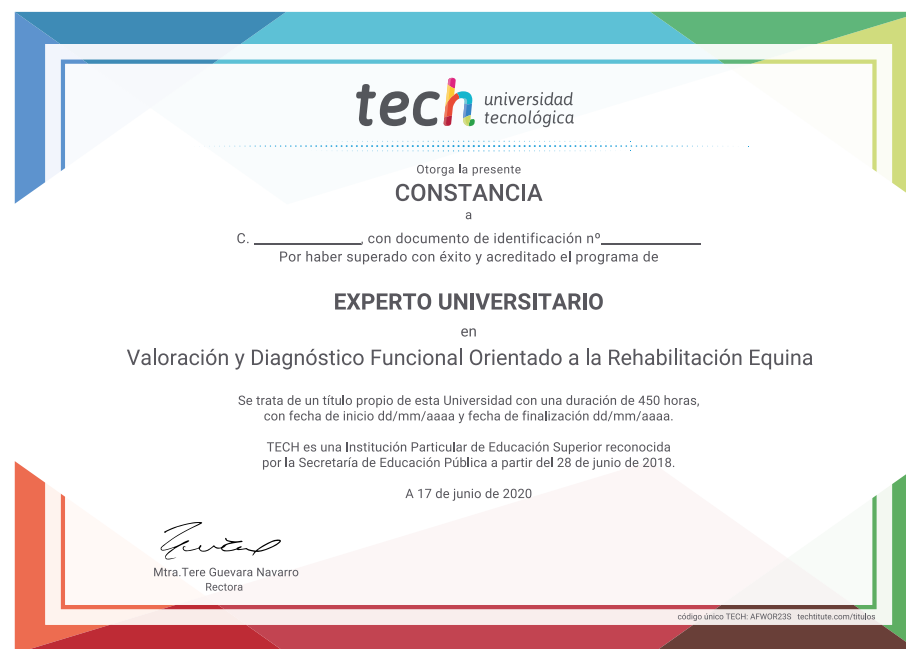 tech universidad
tecnológica
Otorga la presente
CONSTANCIA
a
C. ______________, con documento de identificación nº_____________
Por haber superado con éxito y acreditado el programa de
EXPERTO UNIVERSITARIO
en
Valoración y Diagnóstico Funcional Orientado a la Rehabilitación Equina
Se trata de un título propio de esta Universidad con una duración de 450 horas,
con fecha de inicio dd/mm/aaaa y fecha de finalización dd/mm/aaaa.
TECH es una Institución Particular de Educación Superior reconocida
por la Secretaría de Educación Pública a partir del 28 de junio de 2018.
A 17 de junio de 2020
Mtra.Tere Guevara Navarro
Rectora
código único TECH: AFWOR23S techtitute.com/titulos